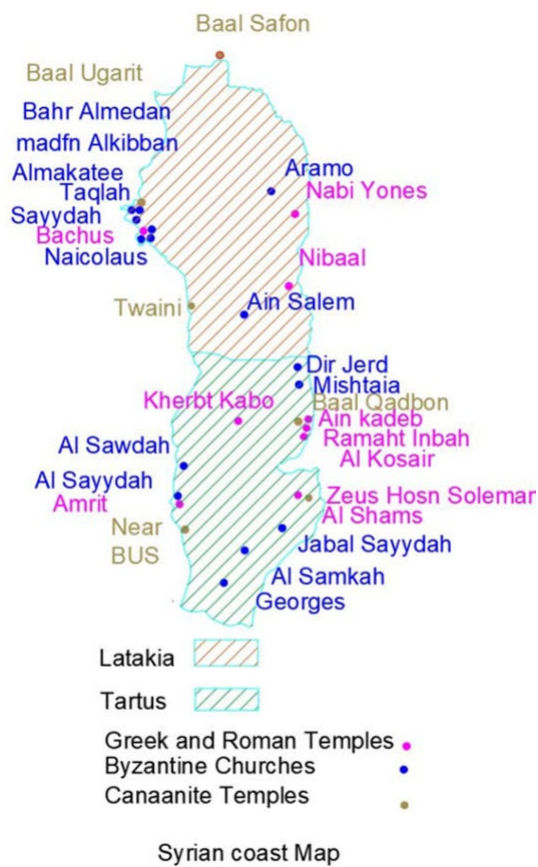 Baal Safon
Baal Ugarit
Bahr Almedan
madfn Alkibban
Almakatee
Taqlah
Sayydah
Bachus
Naicolaus
Aramo
Nabi Yones
Nibaal
Twaini
Ain Salem
Dir Jerd
Mishtaia
Kherbt Kabo
Baal Qadbon
Ain kadeb
Ramaht Inbah
Al Kosair
Al Sawdah
Al Sayydah
Amrit
Zeus Hosn Soleman
Al Shams
Near
BUS
Jabal Sayydah
Al Samkah
Georges
Latakia
Tartus
Greek and Roman Temples
Byzantine Churches
Canaanite Temples
Syrian coast Map